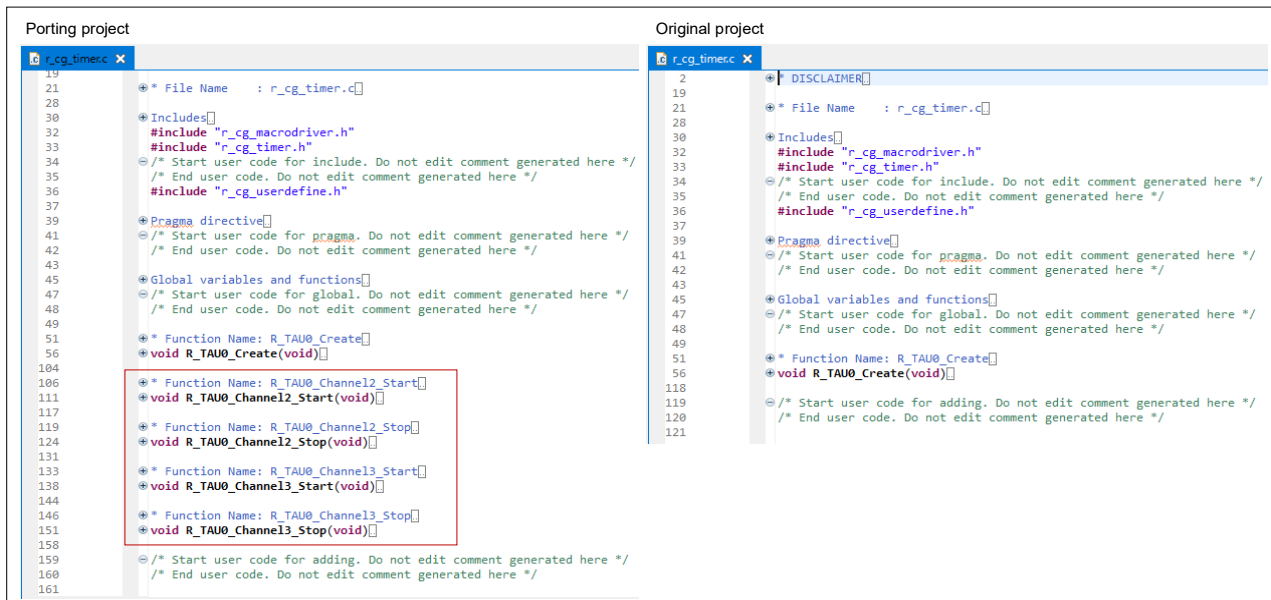 Porting project
r_cg_timer.c
19
21 * File Name : r_cg_timer.c
28
30 Includes
32 #include "r_cg_macrodriver.h"
33 #include "r_cg_timer.h"
34 /* Start user code for include. Do not edit comment generated here */
35 /* End user code. Do not edit comment generated here */
36 #include "r_cg_userdefine.h"
37
39 Pragma directive
41 /* Start user code for pragma. Do not edit comment generated here */
42 /* End user code. Do not edit comment generated here */
43
45 Global variables and functions
47 /* Start user code for global. Do not edit comment generated here */
48 /* End user code. Do not edit comment generated here */
49
51 * Function Name: R_TAU0_Create
56 void R_TAU0_Create(void)
104
106 * Function Name: R_TAU0_Channel2_Start
111 void R_TAU0_Channel2_Start(void)
117
119 * Function Name: R_TAU0_Channel2_Stop
124 void R_TAU0_Channel2_Stop(void)
131
133 * Function Name: R_TAU0_Channel3_Start
138 void R_TAU0_Channel3_Start(void)
144
146 * Function Name: R_TAU0_Channel3_Stop
151 void R_TAU0_Channel3_Stop(void)
158
159 /* Start user code for adding. Do not edit comment generated here */
160 /* End user code. Do not edit comment generated here */
161
Original project
r_cg_timer.c
2 * DISCLAIMER
19
21 * File Name : r_cg_timer.c
28
30 Includes
32 #include "r_cg_macrodriver.h"
33 #include "r_cg_timer.h"
34 /* Start user code for include. Do not edit comment generated here */
35 /* End user code. Do not edit comment generated here */
36 #include "r_cg_userdefine.h"
37
39 Pragma directive
41 /* Start user code for pragma. Do not edit comment generated here */
42 /* End user code. Do not edit comment generated here */
43
45 Global variables and functions
47 /* Start user code for global. Do not edit comment generated here */
48 /* End user code. Do not edit comment generated here */
49
51 * Function Name: R_TAU0_Create
56 void R_TAU0_Create(void)
118
119 /* Start user code for adding. Do not edit comment generated here */
120 /* End user code. Do not edit comment generated here */
121